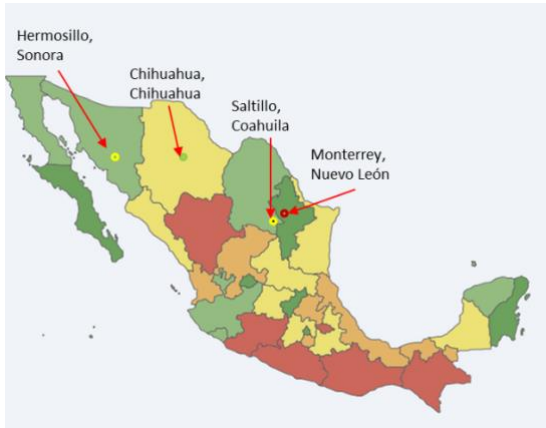 Hermosillo,
Sonora
Chihuahua,
Chihuahua
Saltillo,
Coahuila
Monterrey,
Nuevo León